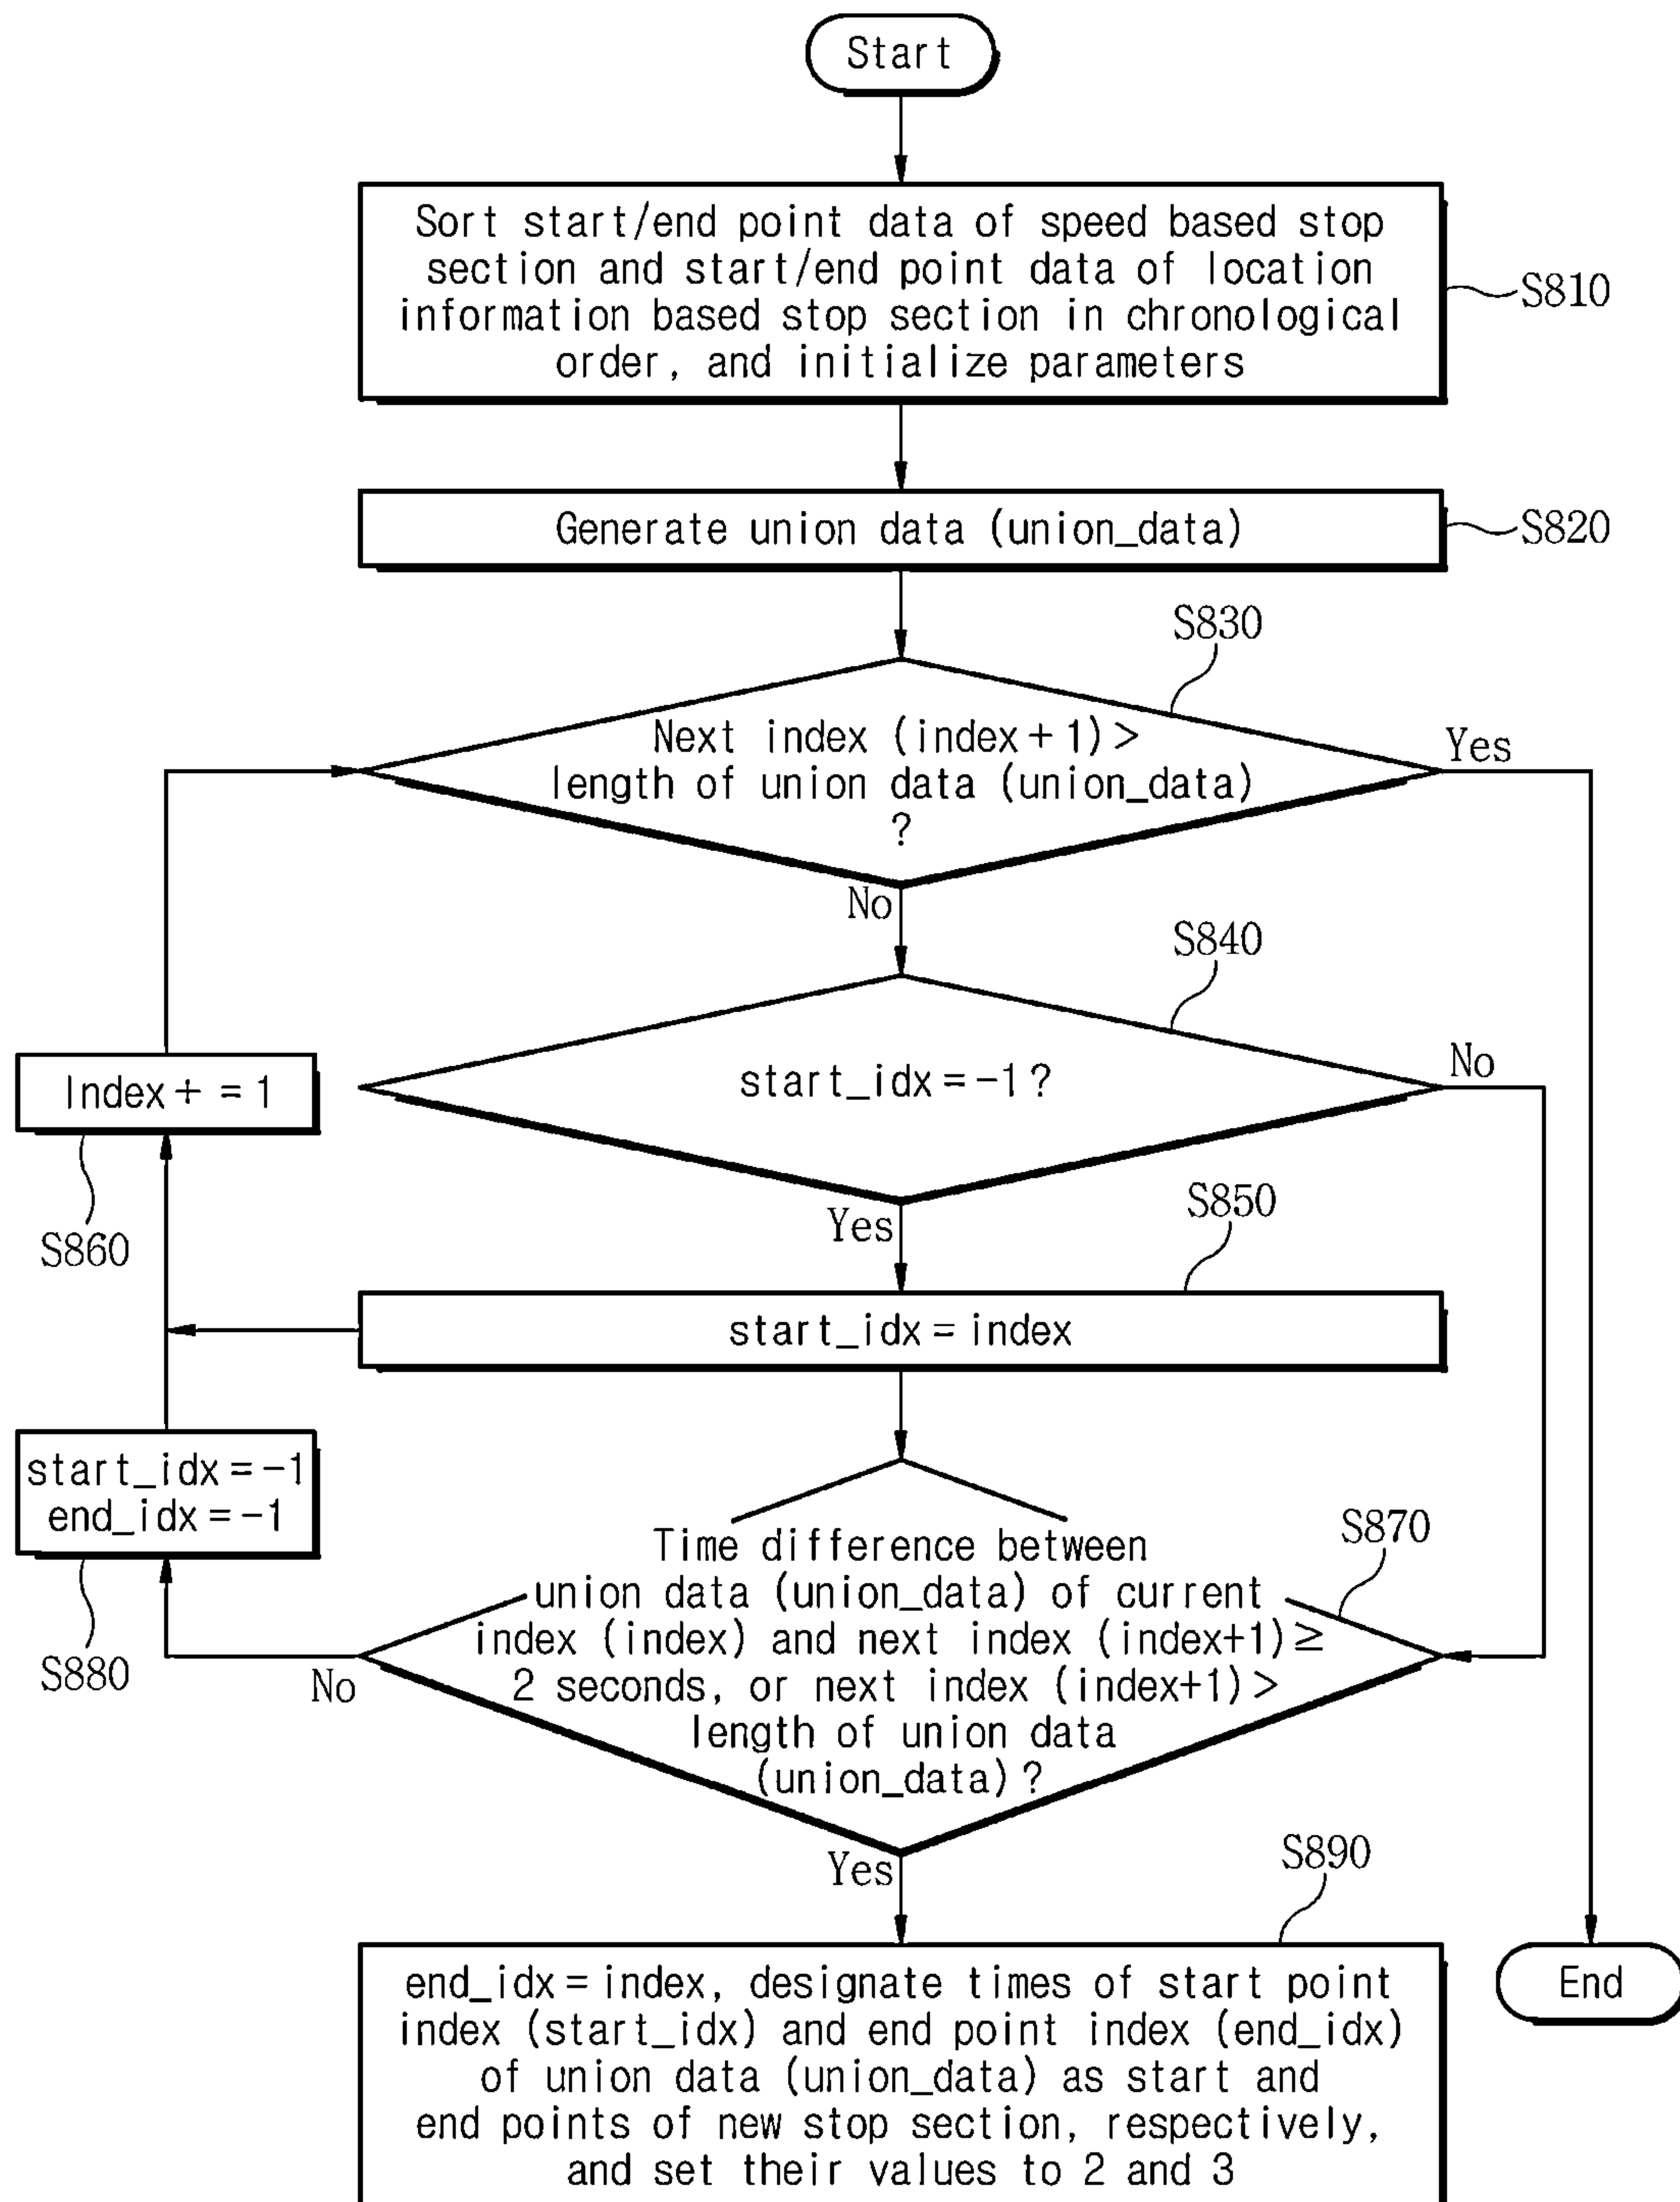 Start
Sort start/end point data of speed based stop
section and start/end point data of location
information based stop section in chronological
order, and initialize parameters
S810
Generate union data (union_data)
S820
S830
Next index (index+1)>
length of union data (union_data)
?
Yes
No
S840
start_idx=-1?
No
Index+ =1
S860
Yes
S850
start_idx=index
start_idx=-1
end_idx=-1
S880
Time difference between
union data (union_data) of current
index (index) and next index (index+1)≥
2 seconds, or next index (index+1)>
length of union data
(union_data)?
S870
No
Yes
S890
end_idx=index, designate times of start point
index (start_idx) and end point index (end_idx)
of union data (union_data) as start and
end points of new stop section, respectively,
and set their values to 2 and 3
End